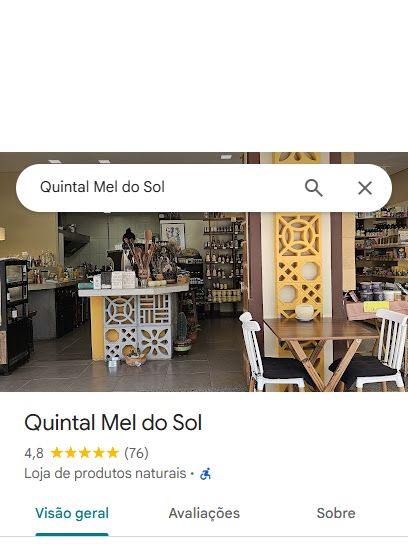 Quintal Mel do Sol
Quintal Mel do Sol
4,8 (76)
Loja de produtos naturais •
Visão geral
Avaliações
Sobre